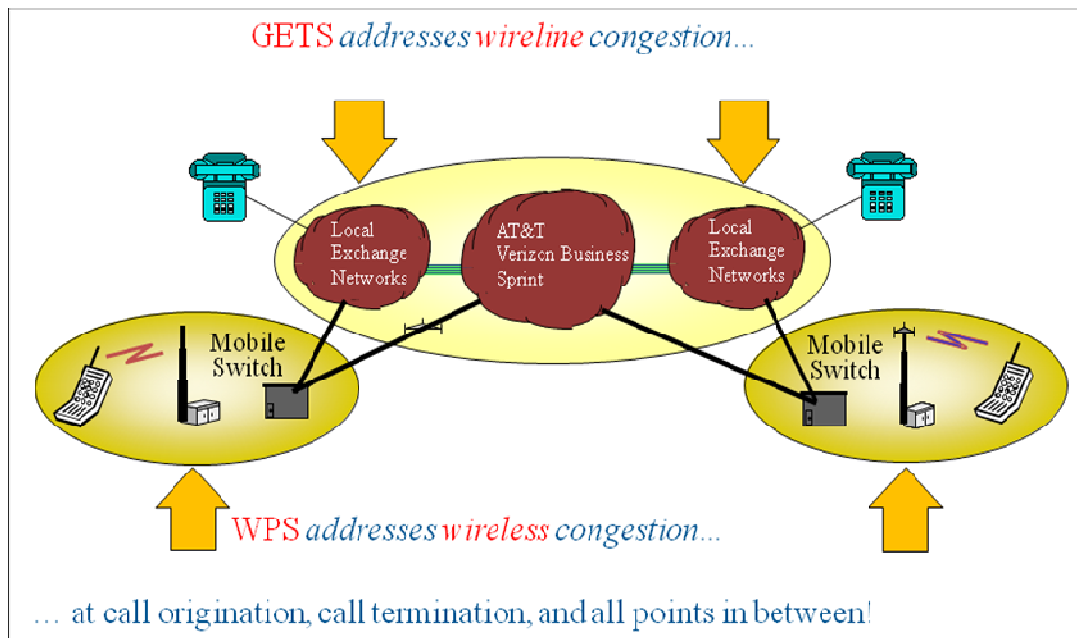 GETS addresses wireline congestion...
Local
Exchange
Networks
AT&T
Verizon Business
Sprint
Local
Exchange
Networks
Mobile
Switch
Mobile
Switch
WPS addresses wireless congestion...
... at call origination, call termination, and all points in between!